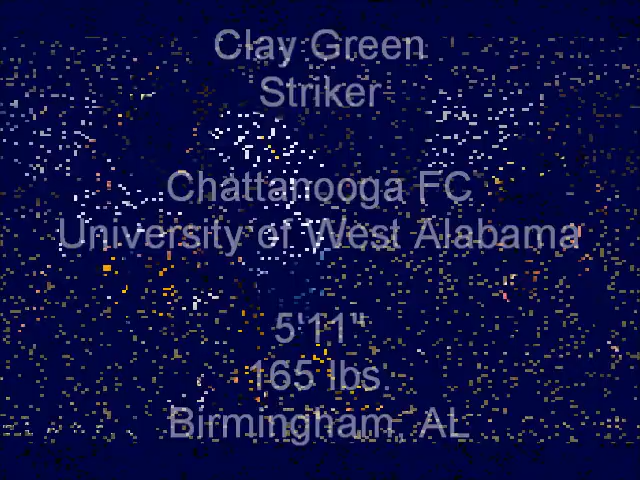 Clay Green
Striker
Chattanooga FC
University of West Alabama
5'11"
165 lbs
Birmingham, AL